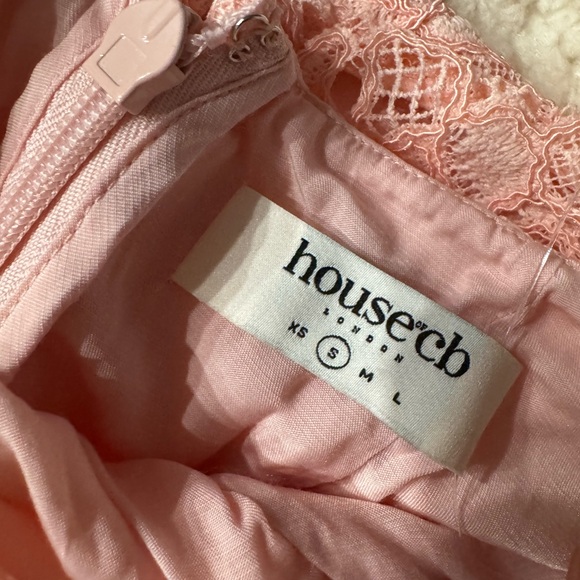 house OF cb
LONDON
XS S M L